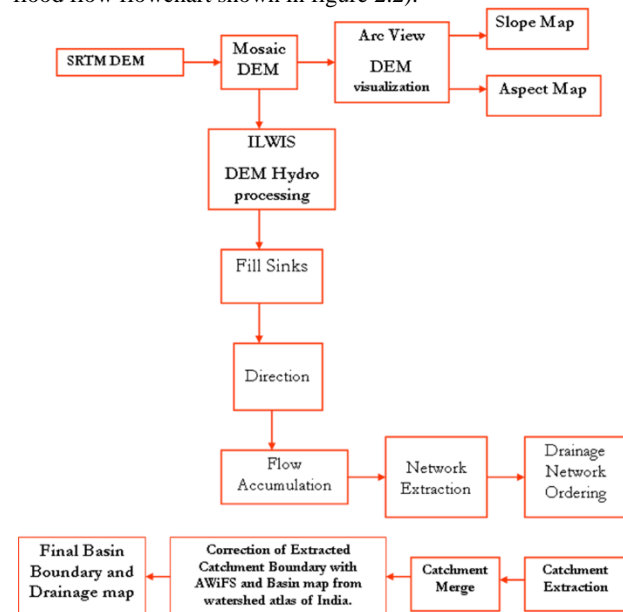 flood flow flowchart shown in figure 2.2).
SRTM DEM
Mosaic
DEM
Arc View
DEM
visualization
Slope Map
Aspect Map
ILWIS
DEM Hydro
processing
Fill Sinks
Direction
Flow
Accumulation
Network
Extraction
Drainage
Network
Ordering
Final Basin
Boundary and
Drainage map
Correction of Extracted
Catchment Boundary with
AWiFS and Basin map from
watershed atlas of India.
Catchment
Merge
Catchment
Extraction